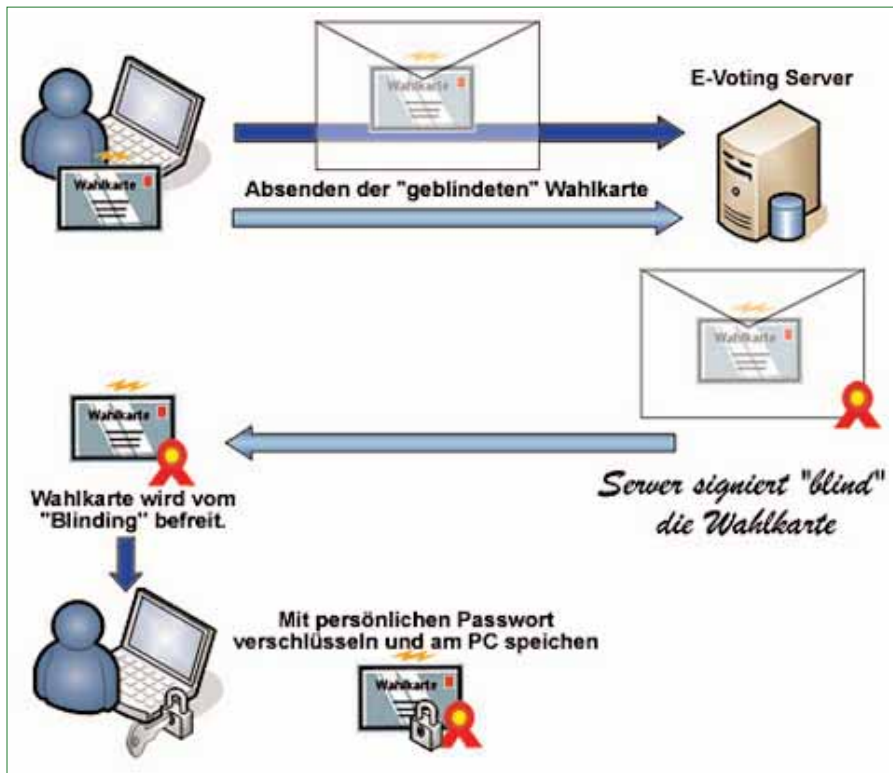 Wahlkarte
E-Voting Server
Wahlkarte
Absenden der "geblindeten" Wahlkarte
Wahlkarte
Wahlkarte
Server signiert "blind"
die Wahlkarte
Wahlkarte wird vom
"Blinding" befreit.
Mit persönlichen Passwort
verschlüsseln und am PC speichen
Wahlkarte